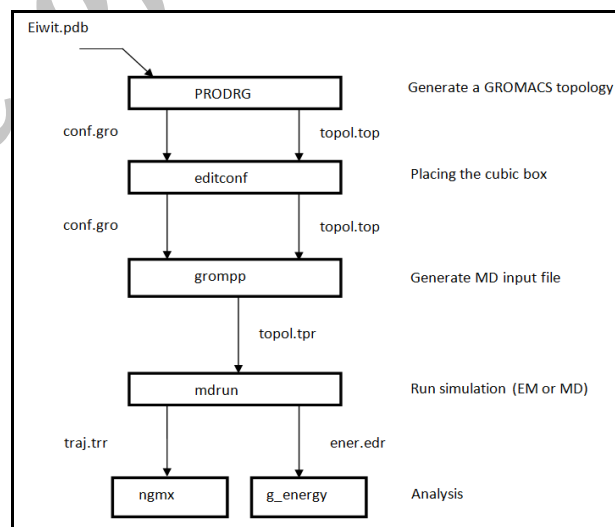 Eiwit.pdb
PRODRG
Generate a GROMACS topology
conf.gro
topol.top
editconf
Placing the cubic box
conf.gro
topol.top
grompp
Generate MD input file
topol.tpr
mdrun
Run simulation (EM or MD)
traj.trr
ener.edr
ngmx
g_energy
Analysis